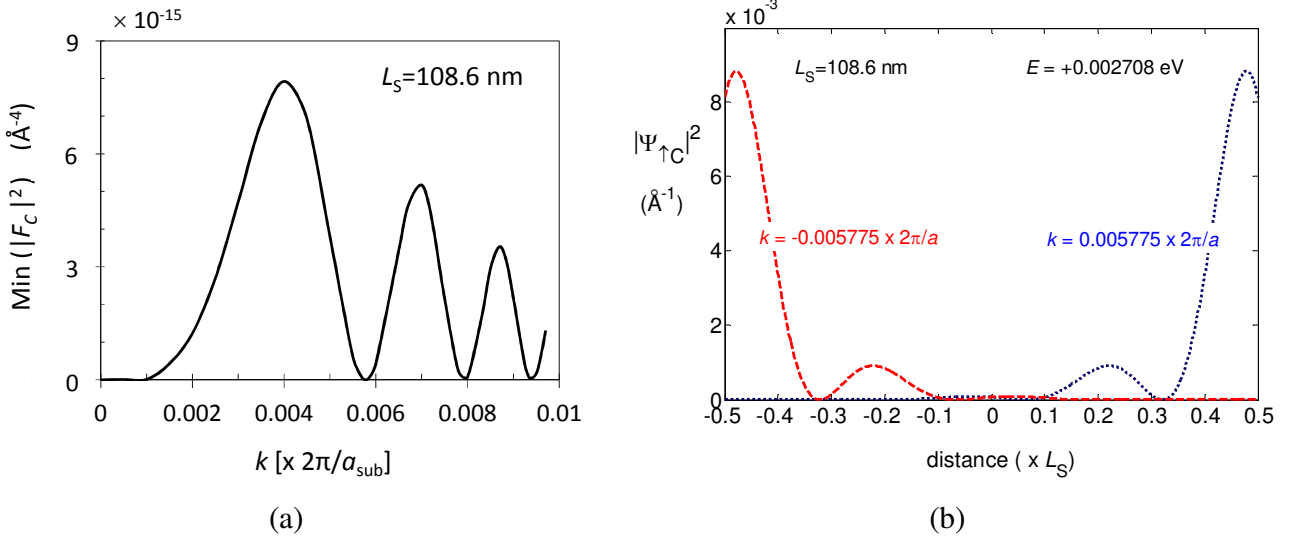 × 10⁻¹⁵
9
6
3
0
Min ( |F_C|² ) (Å⁻⁴)
L_S=108.6 nm
0
0.002
0.004
0.006
0.008
0.01
k [x 2π/a_sub]
(a)
x 10⁻³
8
6
4
2
0
|Ψ↑C|²
(Å⁻¹)
L_S=108.6 nm
E = +0.002708 eV
k = -0.005775 x 2π/a
k = 0.005775 x 2π/a
-0.5
-0.4
-0.3
-0.2
-0.1
0
0.1
0.2
0.3
0.4
0.5
distance ( x L_S)
(b)